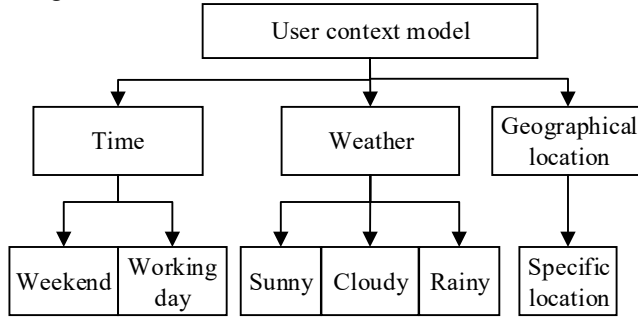 User context model
Time
Weather
Geographical
location
Weekend
Working
day
Sunny
Cloudy
Rainy
Specific
location